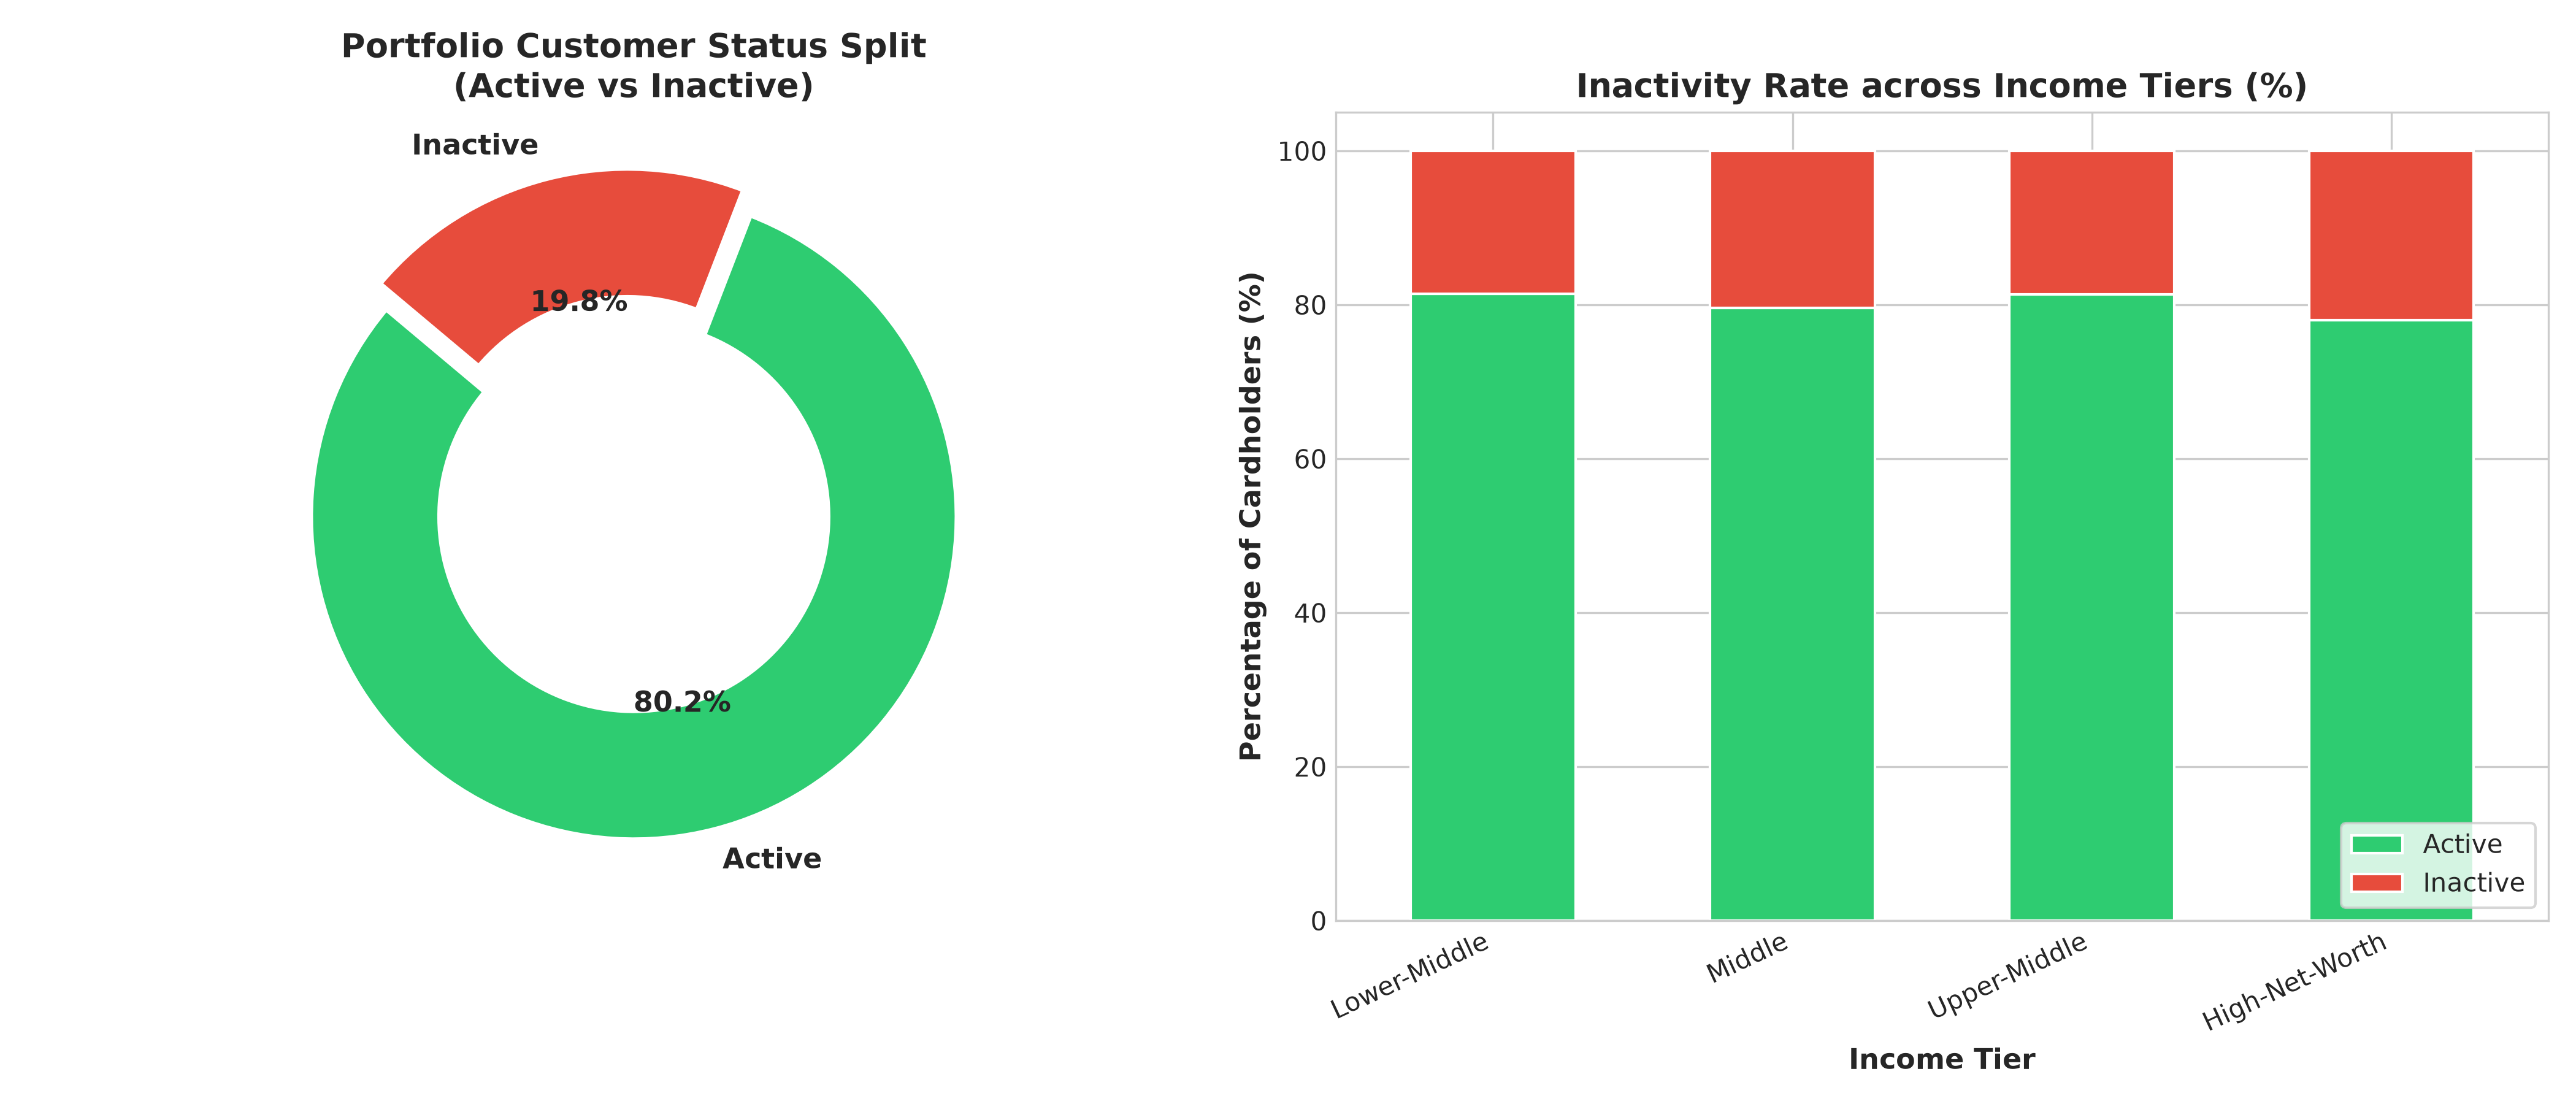 Portfolio Customer Status Split
(Active vs Inactive)
Inactive
19.8%
80.2%
Active
Inactivity Rate across Income Tiers (%)
Percentage of Cardholders (%)
100
80
60
40
20
0
Active
Inactive
Lower-Middle
Middle
Upper-Middle
High-Net-Worth
Income Tier